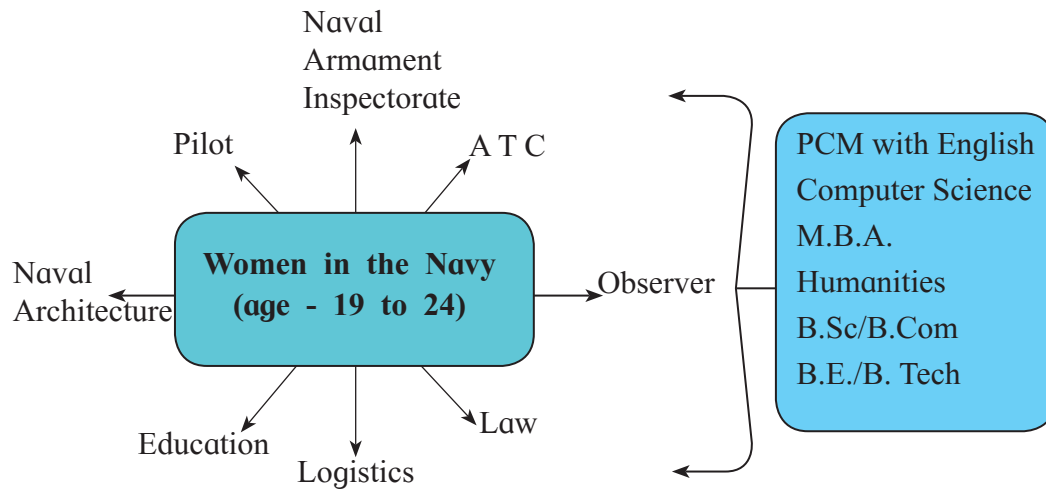 Naval
Armament
Inspectorate
Pilot
A T C
Women in the Navy
(age - 19 to 24)
Naval
Architecture
Observer
Education
Logistics
Law
PCM with English
Computer Science
M.B.A.
Humanities
B.Sc/B.Com
B.E./B. Tech